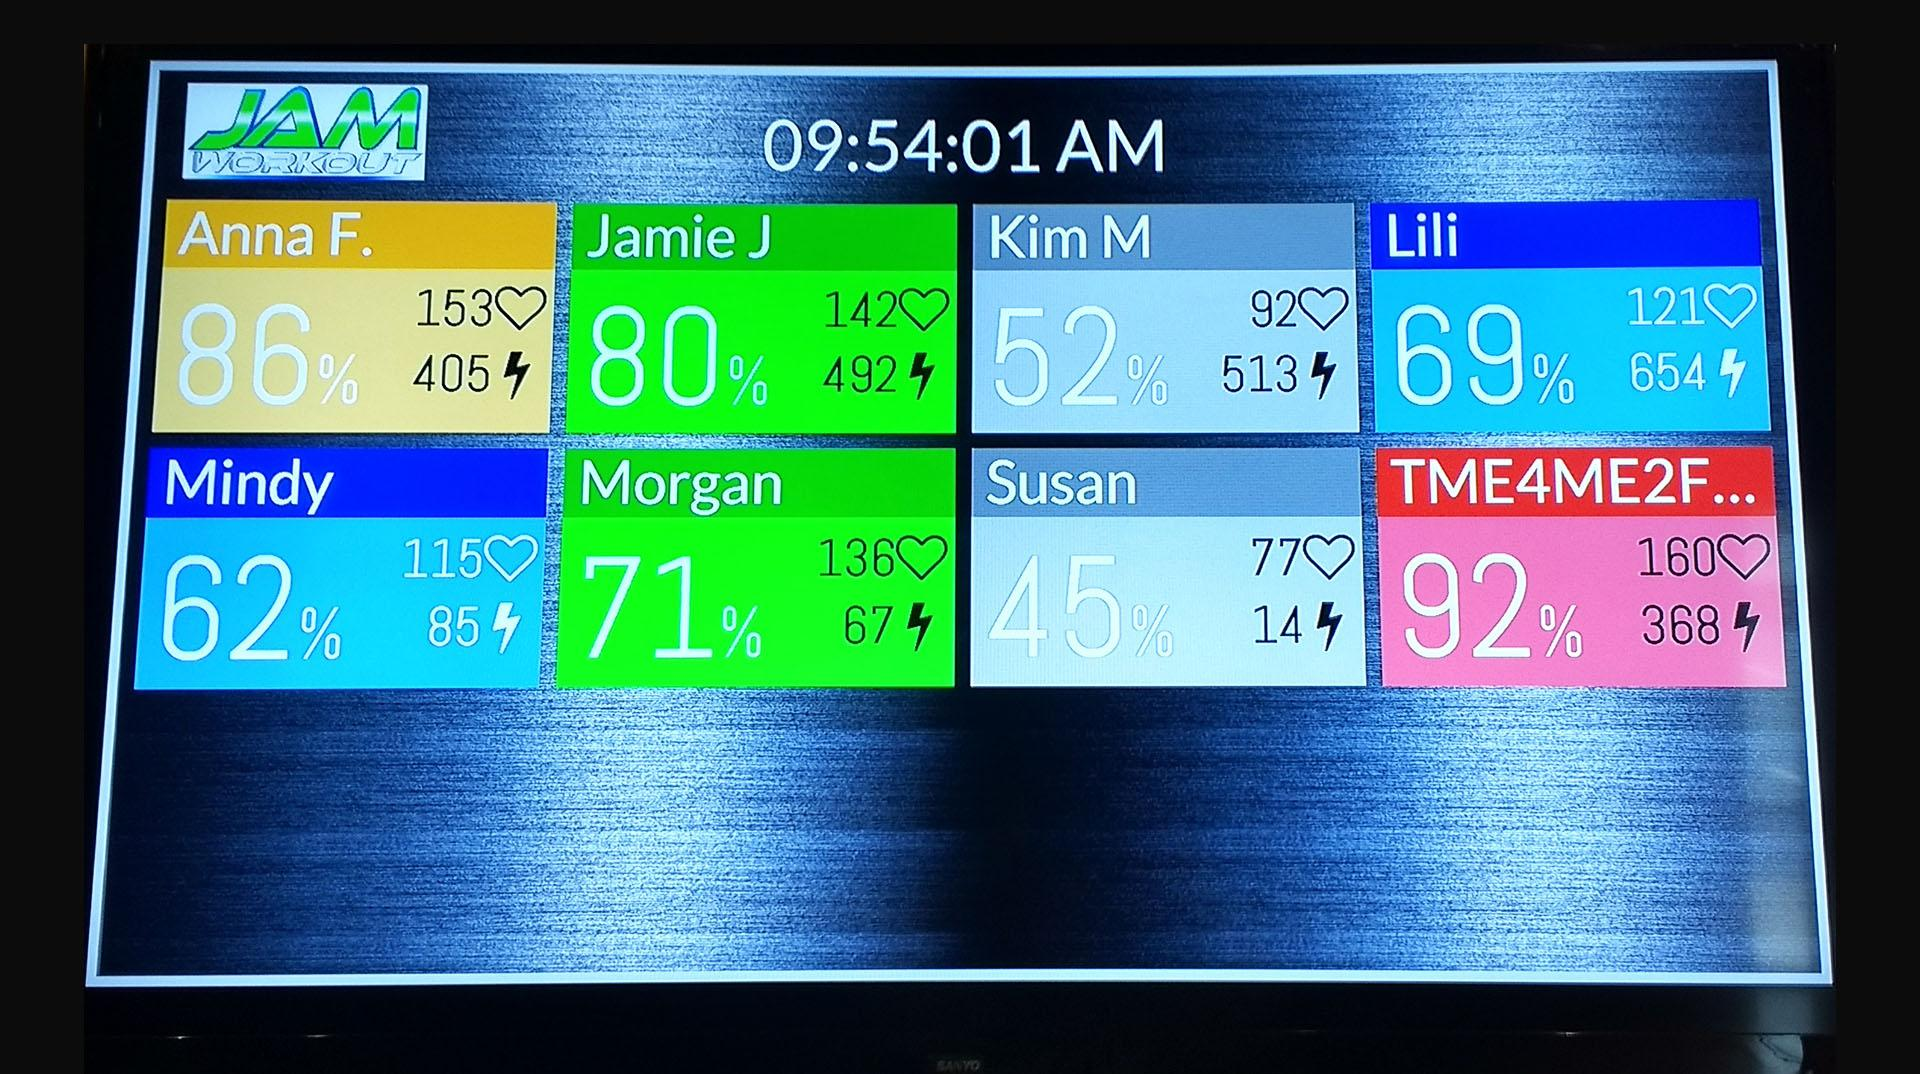 JAM
WORKOUT
09:54:01 AM
Anna F.
86%
153
405
Jamie J
80%
142
492
Kim M
52%
92
513
Lili
69%
121
654
Mindy
62%
115
85
Morgan
71%
136
67
Susan
45%
77
14
TME4ME2F...
92%
160
368
SANYO